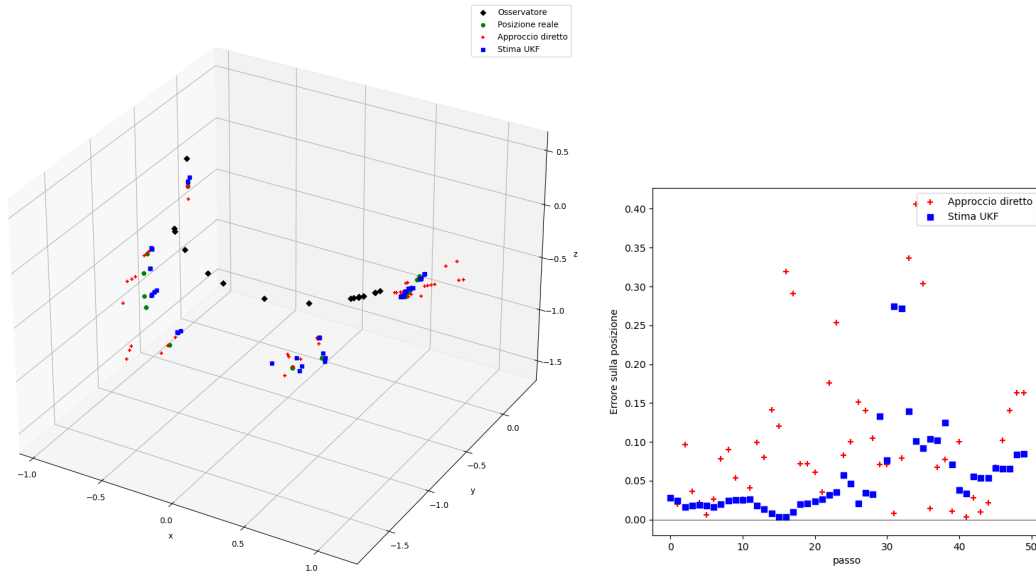 Osservatore
Posizione reale
Approccio diretto
Stima UKF
0.5
0.0
z
−0.5
−1.0
−1.5
0.0
−0.5
y
−1.0
−1.5
−1.0
−0.5
0.0
x
0.5
1.0
Approccio diretto
Stima UKF
0.40
0.35
0.30
0.25
0.20
0.15
0.10
0.05
0.00
Errore sulla posizione
0
10
20
30
40
50
passo